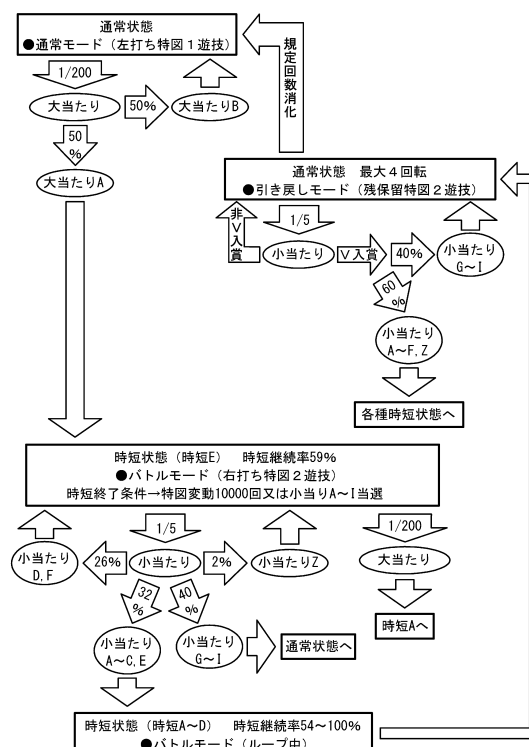 通常状態
●通常モード（左打ち特図１遊技）
1/200
大当たり
50%
大当たりB
50
%
大当たりA
規定回数消化
通常状態　最大４回転
●引き戻しモード（残保留特図２遊技）
非V入賞
1/5
小当たり
V入賞
40%
小当たり
G～I
60
%
小当たり
A～F,Z
各種時短状態へ
時短状態（時短E）　時短継続率59%
●バトルモード（右打ち特図２遊技）
時短終了条件→特図変動10000回又は小当りA～I当選
1/5
1/200
小当たり
D,F
26%
小当たり
2%
小当たりZ
大当たり
32
%
40
%
時短Aへ
小当たり
A～C,E
小当たり
G～I
通常状態へ
時短状態（時短A～D）　時短継続率54～100%
●バトルモード（ループ中）